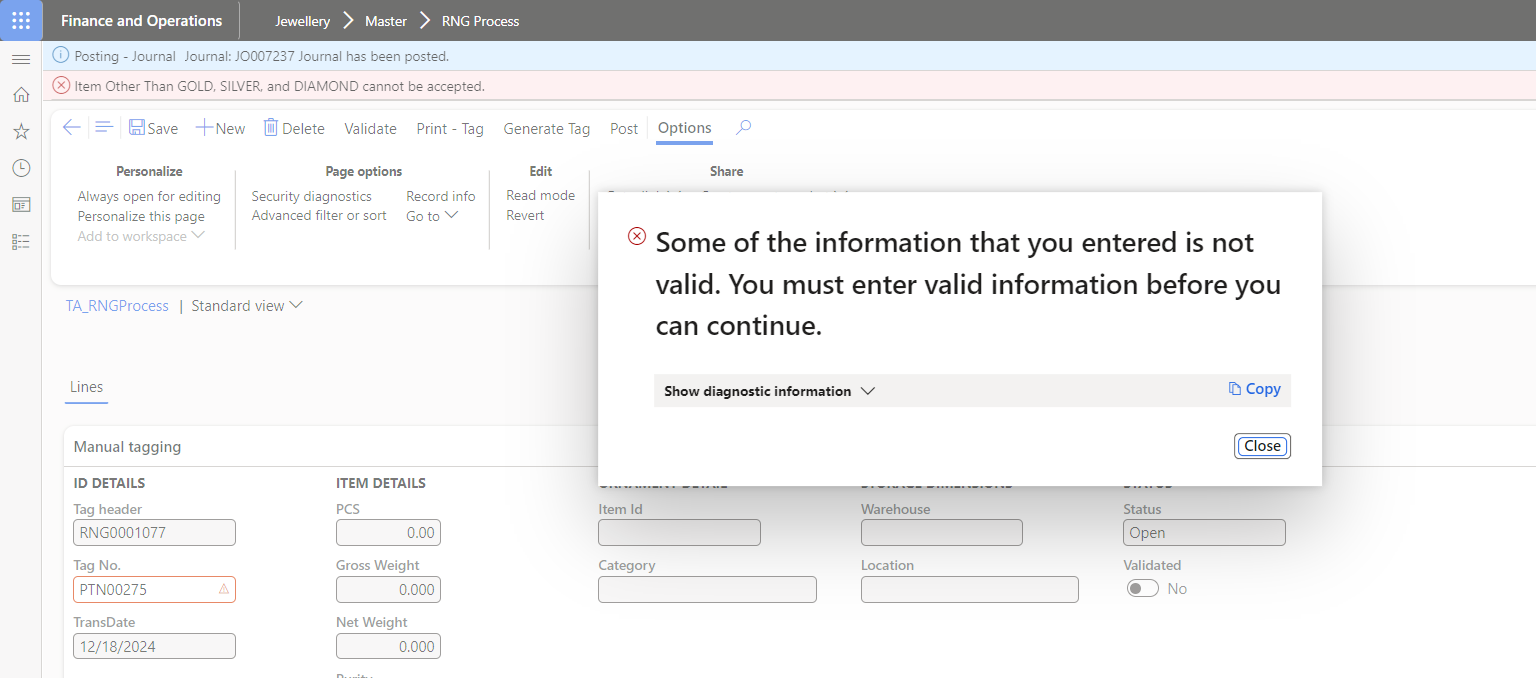 Finance and Operations
Jewellery > Master > RNG Process
Posting - Journal Journal: JO007237 Journal has been posted.
Item Other Than GOLD, SILVER, and DIAMOND cannot be accepted.
Save New Delete Validate Print - Tag Generate Tag Post Options
Personalize
Always open for editing
Personalize this page
Add to workspace
Page options
Security diagnostics
Advanced filter or sort
Record info
Go to
Edit
Read mode
Revert
Share
Some of the information that you entered is not
valid. You must enter valid information before you
can continue.
Show diagnostic information
Copy
Close
TA_RNGProcess | Standard view
Lines
Manual tagging
ID DETAILS
Tag header
RNG0001077
Tag No.
PTN00275
TransDate
12/18/2024
ITEM DETAILS
PCS
0.00
Gross Weight
0.000
Net Weight
0.000
Purity
Item Id
Category
Warehouse
Location
Status
Open
Validated
No